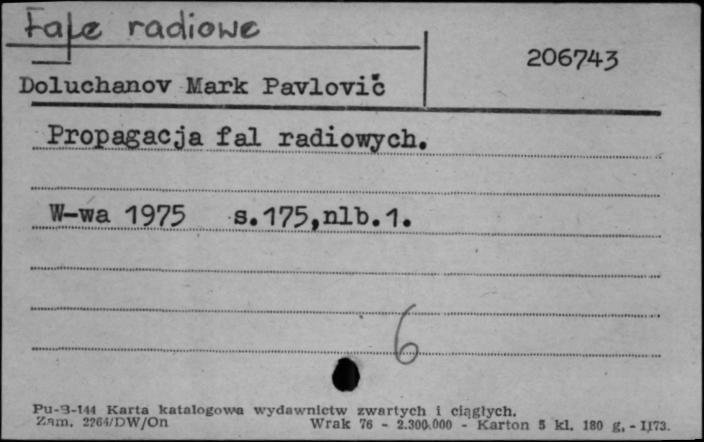 Fale radiowe
206743
Doluchanov Mark Pavlovič
Propagacja fal radiowych.
W-wa 1975 s.175,nlb.1.
6
Pu-B-144 Karta katalogowa wydawnictw zwartych i ciągłych.
Zam. 2264/DW/On Wrak 76 - 2.300.000 - Karton 5 kl. 180 g, - I173.